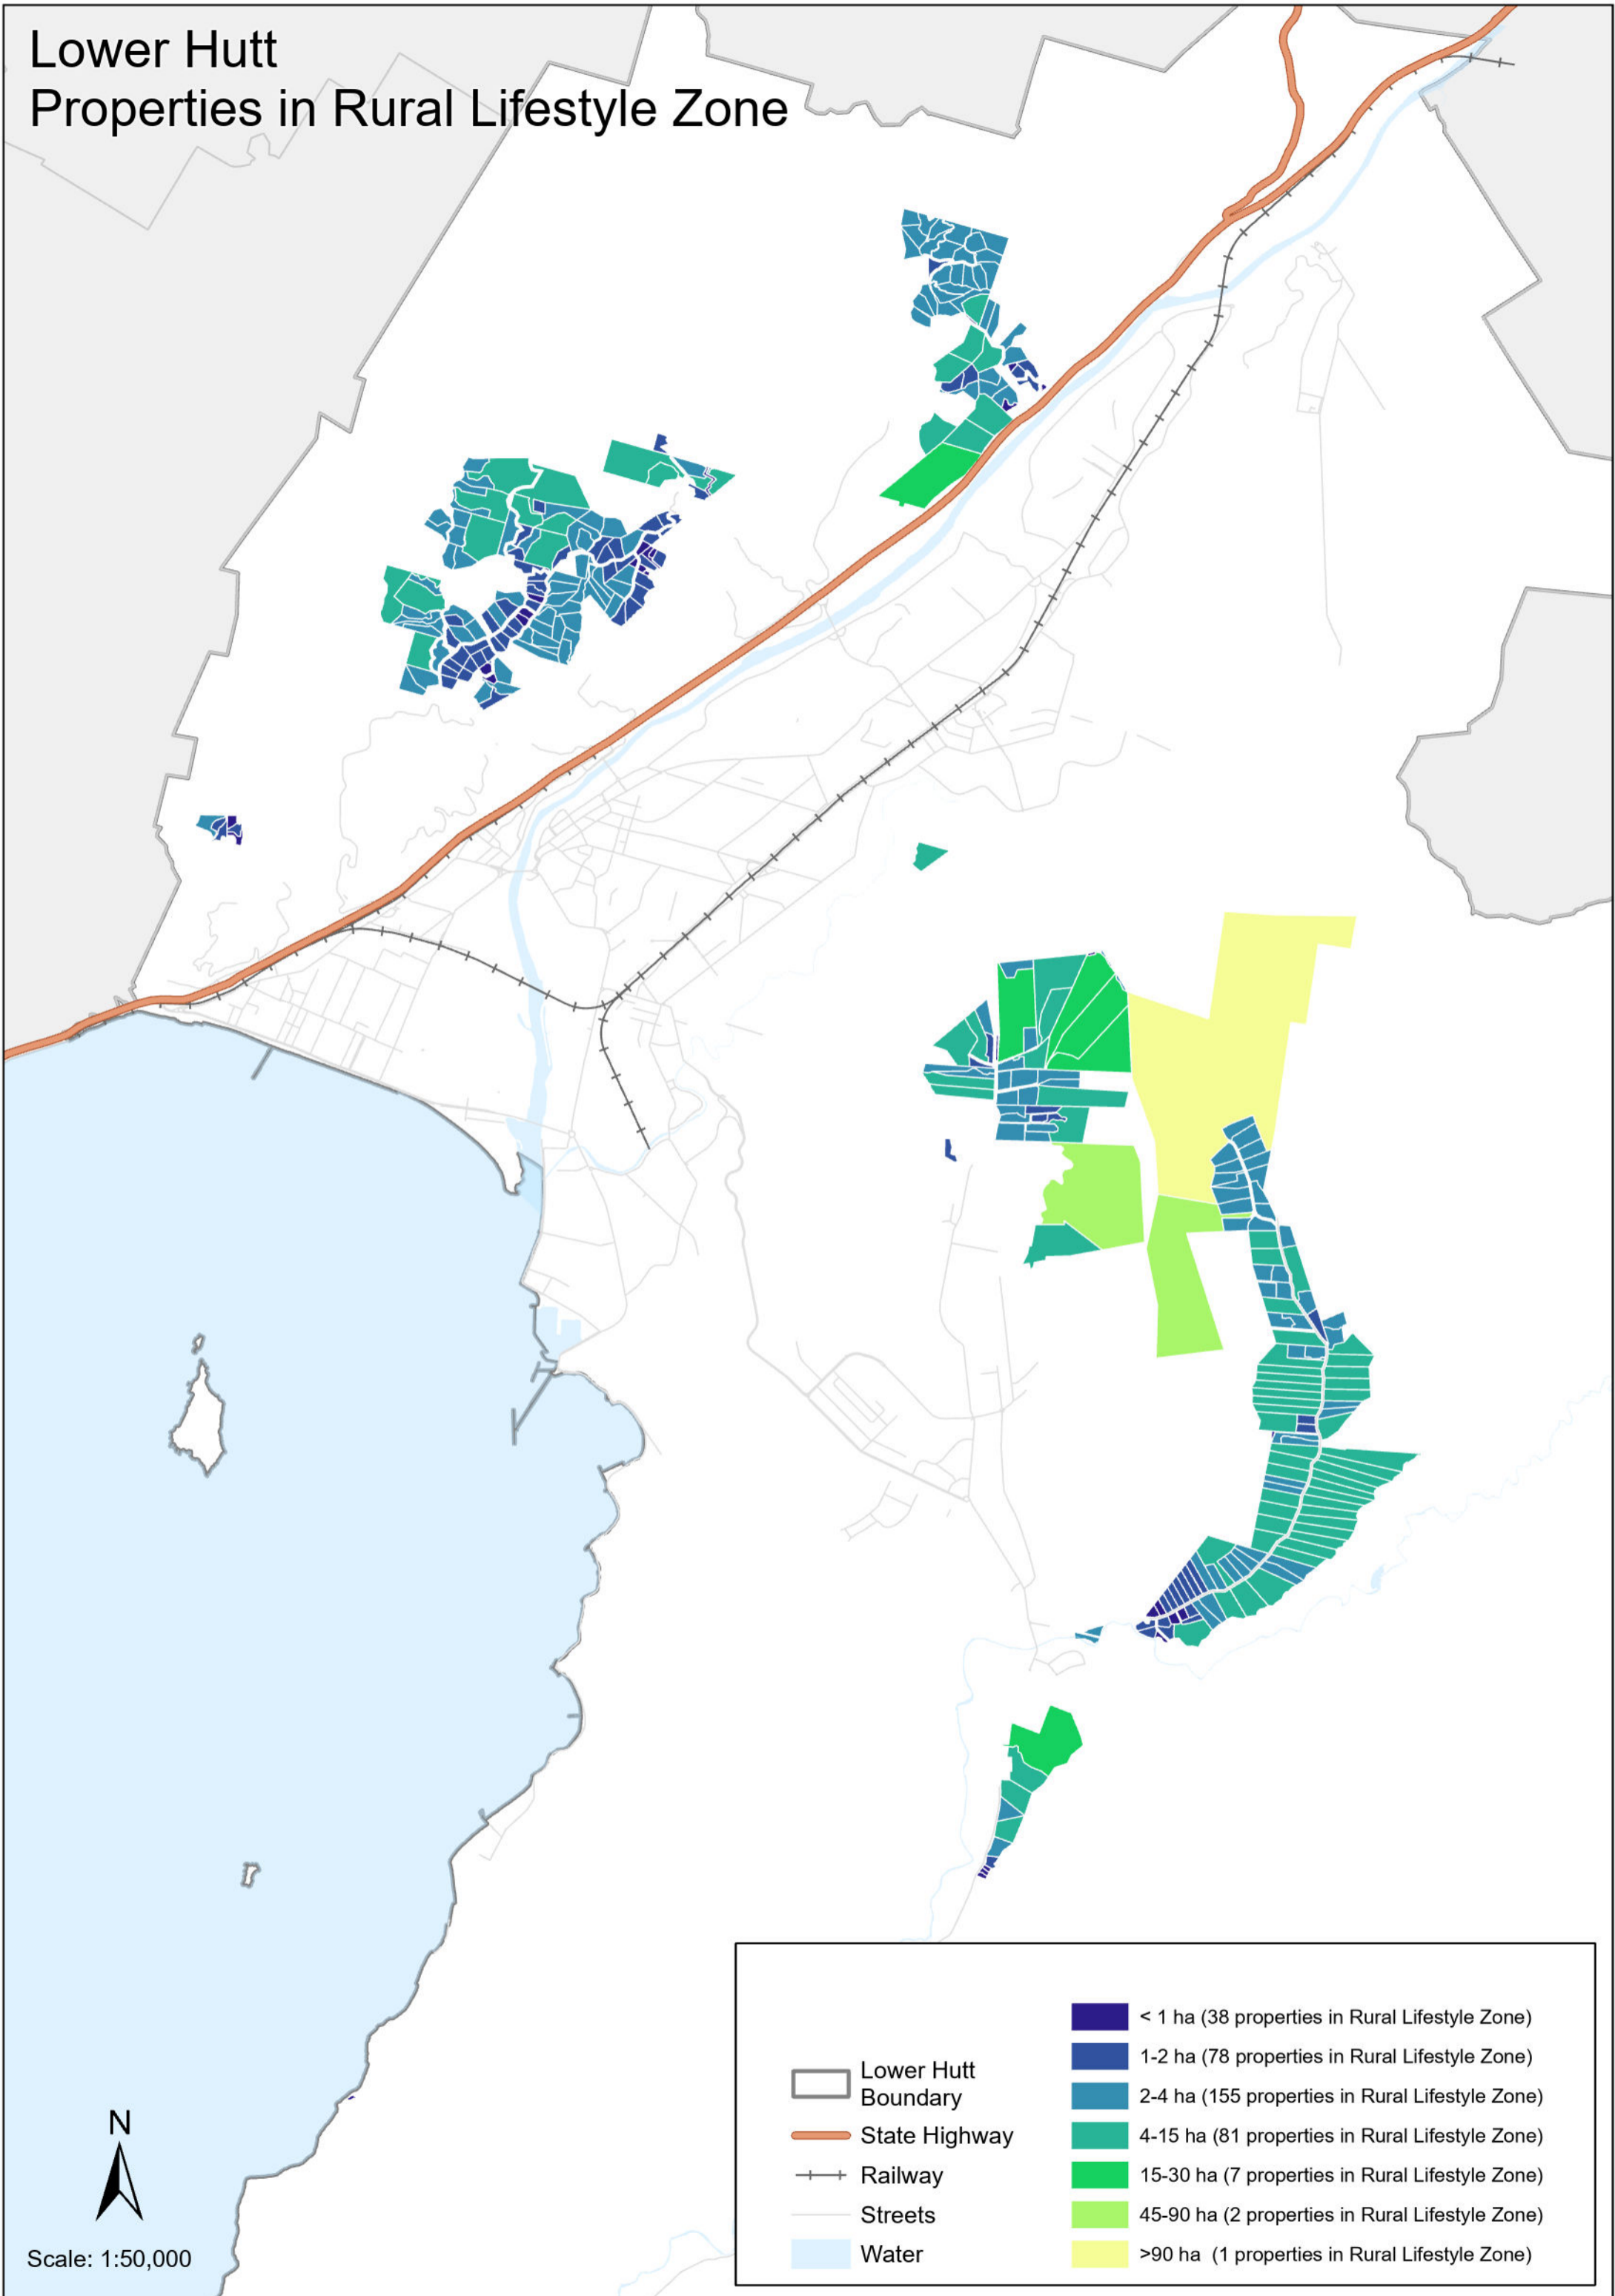 Lower Hutt
Properties in Rural Lifestyle Zone
Lower Hutt
Boundary
State Highway
Railway
Streets
Water
< 1 ha (38 properties in Rural Lifestyle Zone)
1-2 ha (78 properties in Rural Lifestyle Zone)
2-4 ha (155 properties in Rural Lifestyle Zone)
4-15 ha (81 properties in Rural Lifestyle Zone)
15-30 ha (7 properties in Rural Lifestyle Zone)
45-90 ha (2 properties in Rural Lifestyle Zone)
>90 ha (1 properties in Rural Lifestyle Zone)
N
Scale: 1:50,000